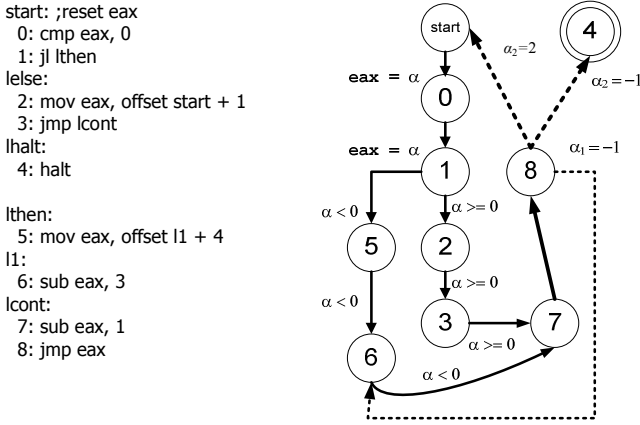 start: ;reset eax
0: cmp eax, 0
1: jl lthen
lelse:
2: mov eax, offset start + 1
3: jmp lcont
lhalt:
4: halt
lthen:
5: mov eax, offset l1 + 4
l1:
6: sub eax, 3
lcont:
7: sub eax, 1
8: jmp eax
start
4
α₂=2
α₂ = −1
eax = α
0
eax = α
1
8
α₁ = −1
α < 0
α >= 0
5
2
α < 0
α >= 0
3
7
α >= 0
6
α < 0